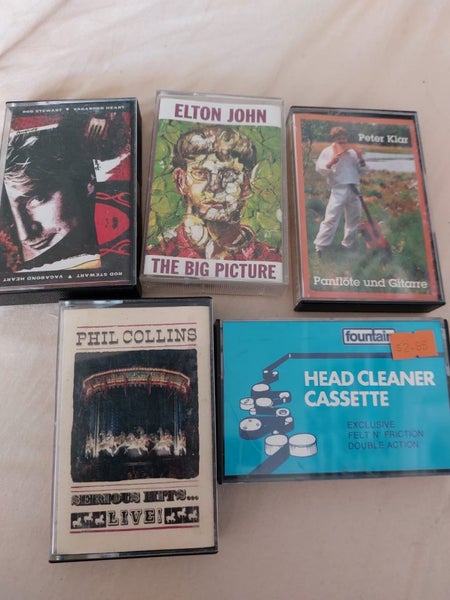 ROD STEWART ▼ VAGABOND HEART
ROD STEWART ▼ VAGABOND HEART
ELTON JOHN
THE BIG PICTURE
Peter Klar
Panflöte und Gitarre
PHIL COLLINS
SERIOUS HITS...
LIVE!
fountain
$2.65
HEAD CLEANER
CASSETTE
EXCLUSIVE
FELT N' FRICTION
DOUBLE ACTION